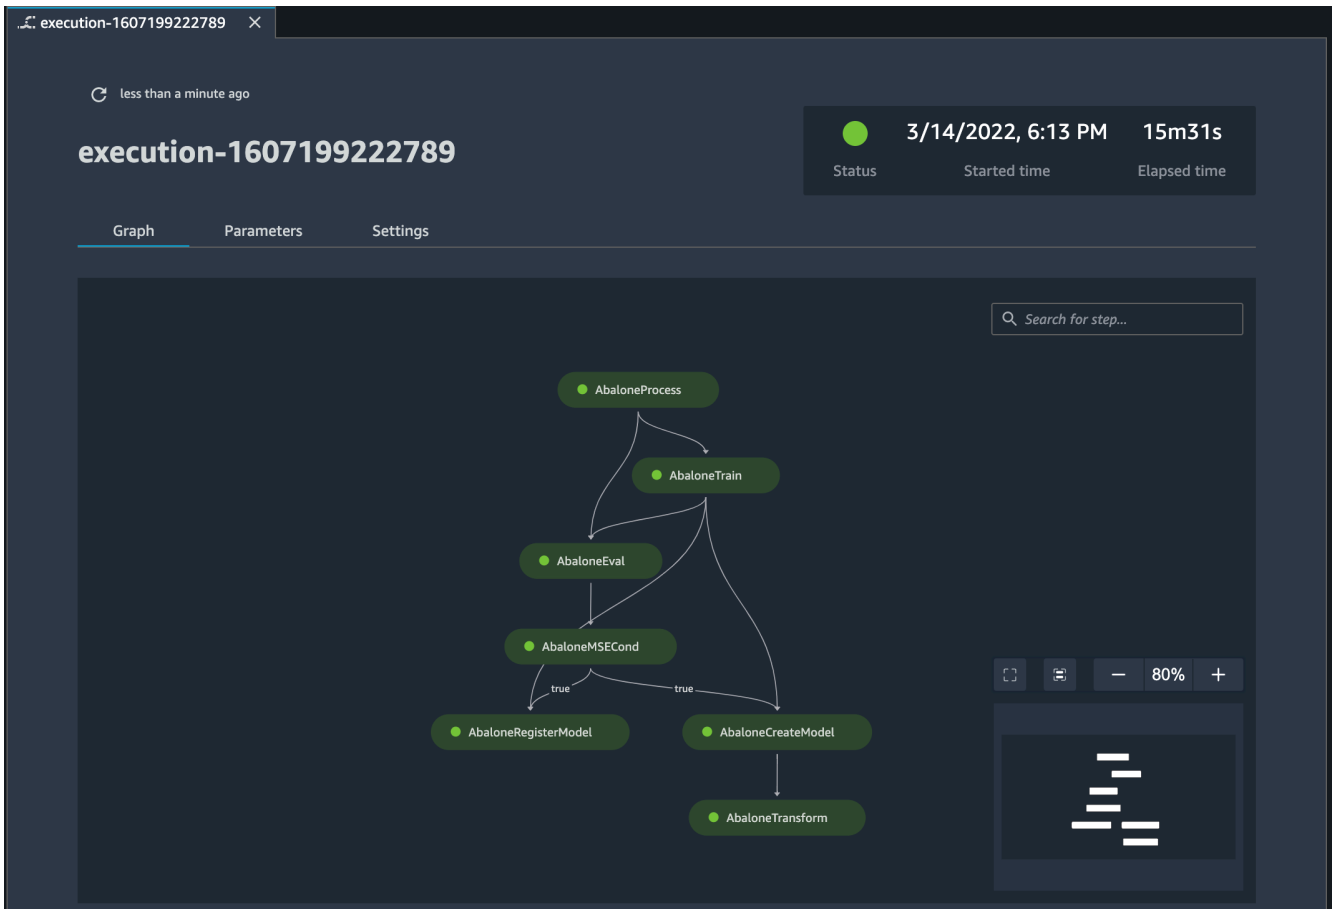 execution-1607199222789
less than a minute ago
execution-1607199222789
3/14/2022, 6:13 PM 15m31s
Status Started time Elapsed time
Graph Parameters Settings
Search for step...
AbaloneProcess
AbaloneTrain
AbaloneEval
AbaloneMSECond
80%
true true
AbaloneRegisterModel AbaloneCreateModel
AbaloneTransform